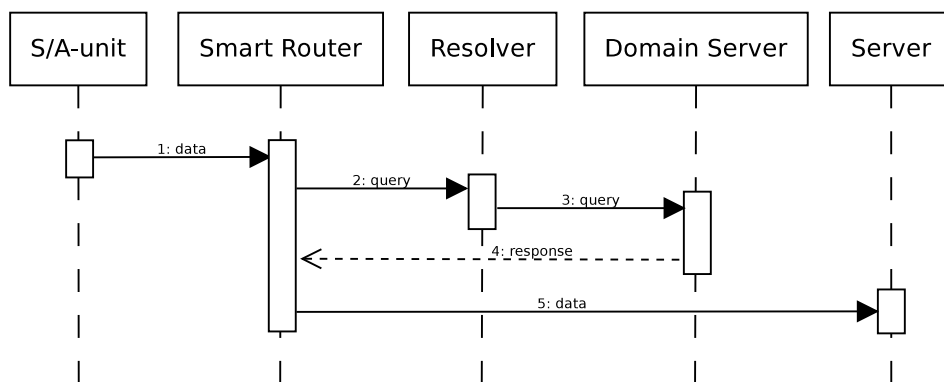 S/A-unit
Smart Router
Resolver
Domain Server
Server
1: data
2: query
3: query
4: response
5: data